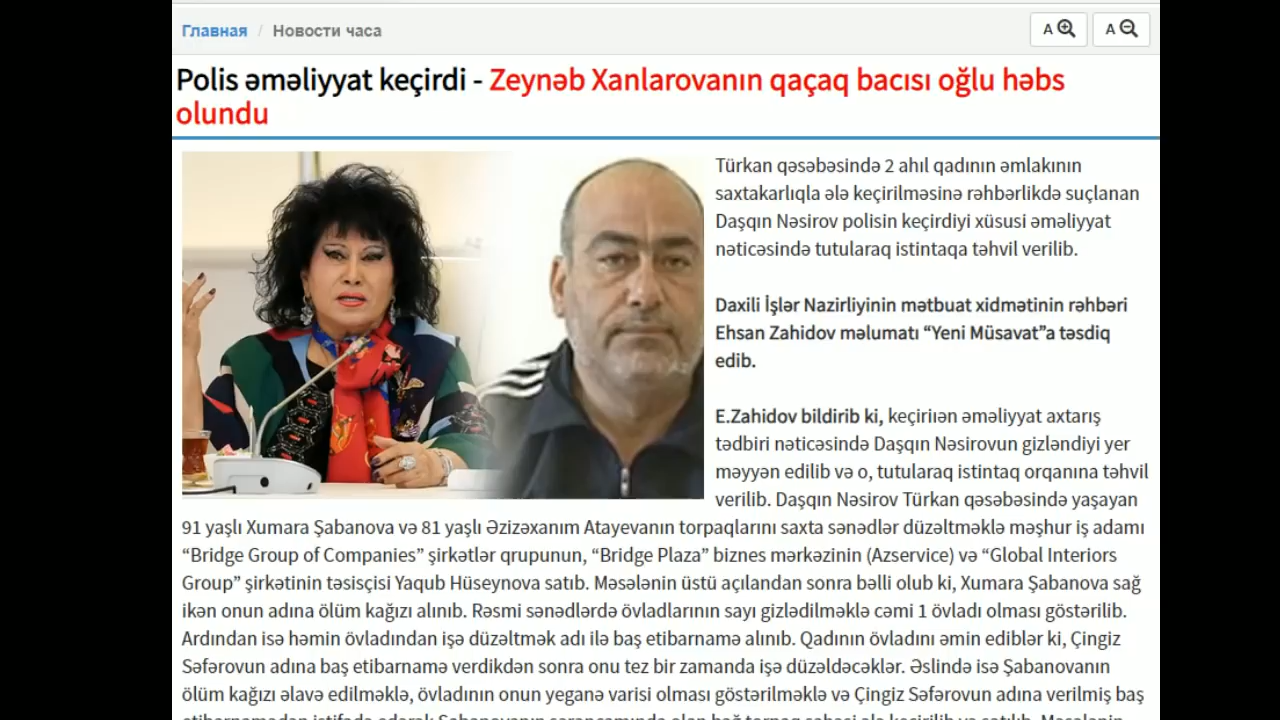 Главная / Новости часа
A A
Polis əməliyyat keçirdi - Zeynəb Xanlarovanın qaçaq bacısı oğlu həbs
olundu
Türkan qəsəbəsində 2 ahıl qadının əmlakının
saxtakarlıqla ələ keçirilməsinə rəhbərlikdə suçlanan
Daşqın Nəsirov polisin keçirdiyi xüsusi əməliyyat
nəticəsində tutularaq istintaqa təhvil verilib.
Daxili İşlər Nazirliyinin mətbuat xidmətinin rəhbəri
Ehsan Zahidov məlumatı “Yeni Müsavat”a təsdiq
edib.
E.Zahidov bildirib ki, keçirilən əməliyyat axtarış
tədbiri nəticəsində Daşqın Nəsirovun gizləndiyi yer
məyyən edilib və o, tutularaq istintaq orqanına təhvil
verilib. Daşqın Nəsirov Türkan qəsəbəsində yaşayan
91 yaşlı Xumara Şabanova və 81 yaşlı Əzizəxanım Atayevanın torpaqlarını saxta sənədlər düzəltməklə məşhur iş adamı
“Bridge Group of Companies” şirkətlər qrupunun, “Bridge Plaza” biznes mərkəzinin (Azservice) və “Global Interiors
Group” şirkətinin təsisçisi Yaqub Hüseynova satıb. Məsələnin üstü açılandan sonra bəlli olub ki, Xumara Şabanova sağ
ikən onun adına ölüm kağızı alınıb. Rəsmi sənədlərdə övladlarının sayı gizlədilməklə cəmi 1 övladı olması göstərilib.
Ardından isə həmin övladından işə düzəltmək adı ilə baş etibarnamə alınıb. Qadının övladını əmin ediblər ki, Çingiz
Səfərovun adına baş etibarnamə verdikdən sonra onu tez bir zamanda işə düzəldəcəklər. Əslində isə Şabanovanın
ölüm kağızı əlavə edilməklə, övladının onun yeganə varisi olması göstərilməklə və Çingiz Səfərovun adına verilmiş baş